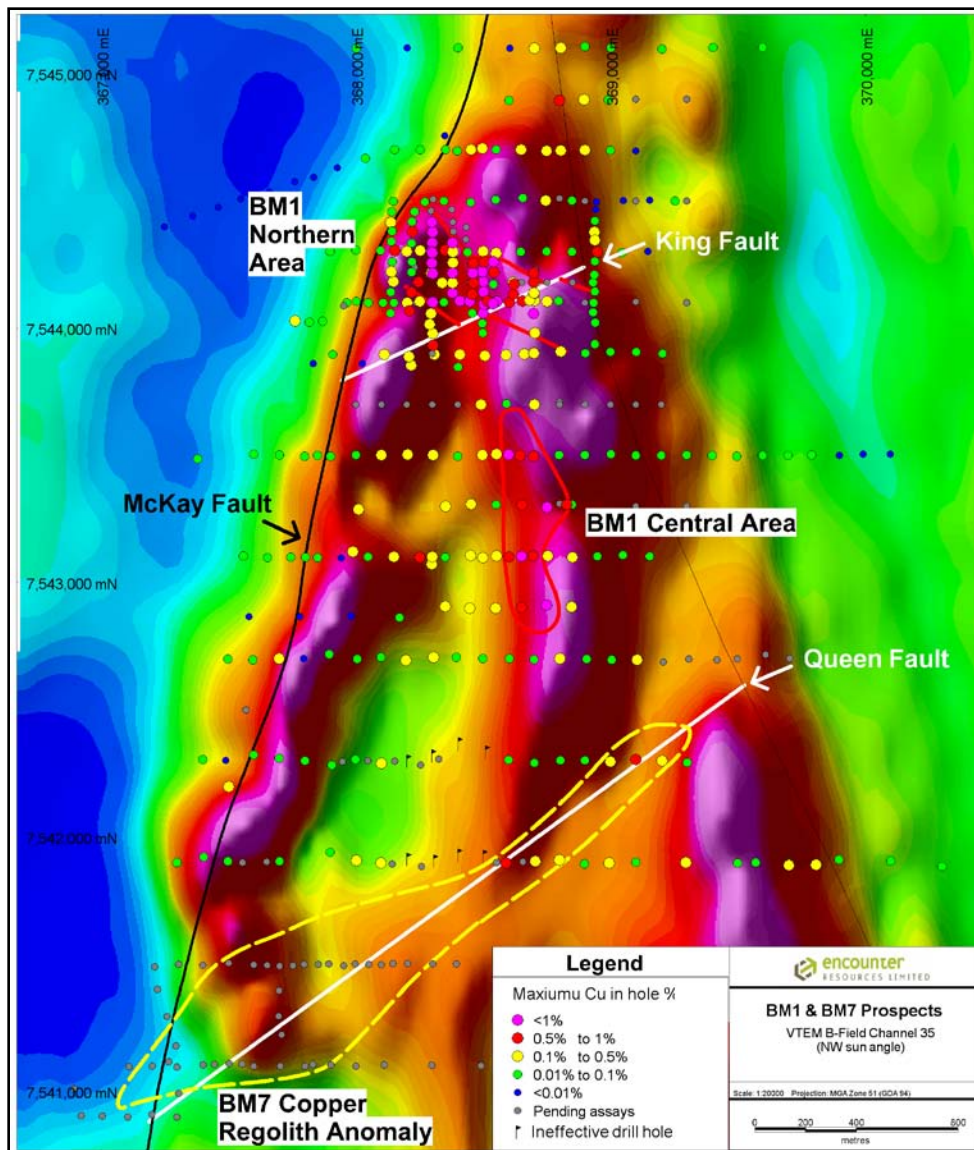 367,000 mE
368,000 mE
369,000 mE
370,000 mE
7,545,000 mN
BM1
Northern
Area
King Fault
7,544,000 mN
McKay Fault
BM1 Central Area
7,543,000 mN
Queen Fault
7,542,000 mN
7,541,000 mN
BM7 Copper
Regolith Anomaly
Legend
Maxiumu Cu in hole %
<1%
0.5% to 1%
0.1% to 0.5%
0.01% to 0.1%
<0.01%
Pending assays
Ineffective drill hole
encounter
RESOURCES LIMITED
BM1 & BM7 Prospects
VTEM B-Field Channel 35
(NW sun angle)
Scale: 1:20000 Projection: MGA Zone 51 (GDA 94)
0 200 400 600 800
metres